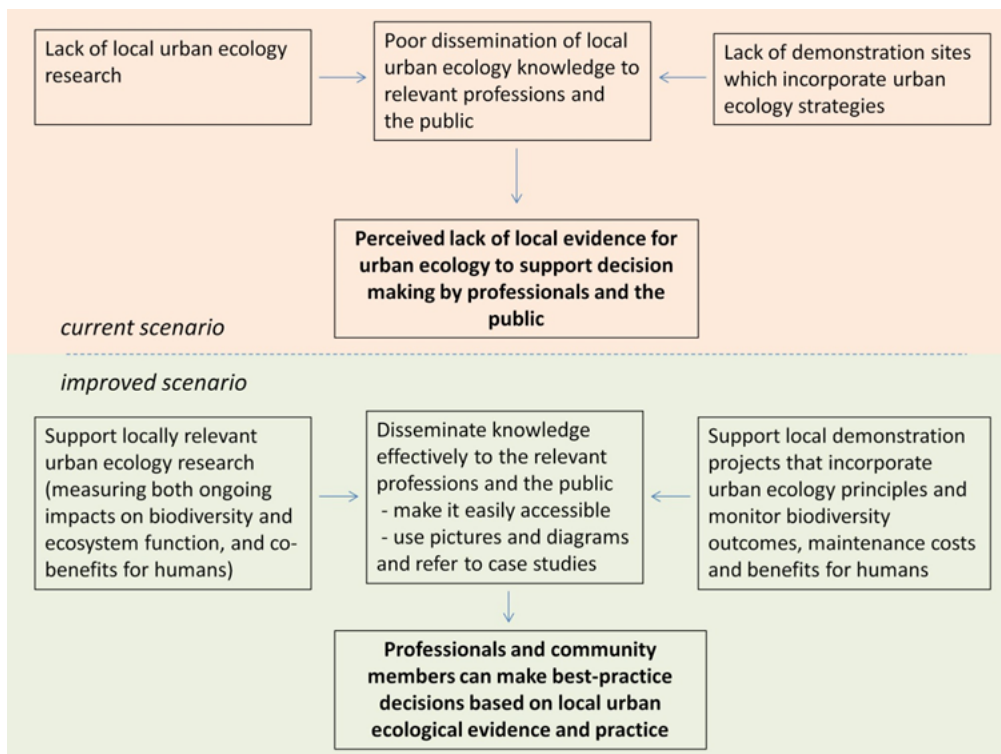 Lack of local urban ecology
research
Poor dissemination of local
urban ecology knowledge to
relevant professions and
the public
Lack of demonstration sites
which incorporate urban
ecology strategies
Perceived lack of local evidence for
urban ecology to support decision
making by professionals and the
public
current scenario
improved scenario
Support locally relevant
urban ecology research
(measuring both ongoing
impacts on biodiversity and
ecosystem function, and co-
benefits for humans)
Disseminate knowledge
effectively to the relevant
professions and the public
- make it easily accessible
- use pictures and diagrams
and refer to case studies
Support local demonstration
projects that incorporate
urban ecology principles and
monitor biodiversity
outcomes, maintenance costs
and benefits for humans
Professionals and community
members can make best-practice
decisions based on local urban
ecological evidence and practice